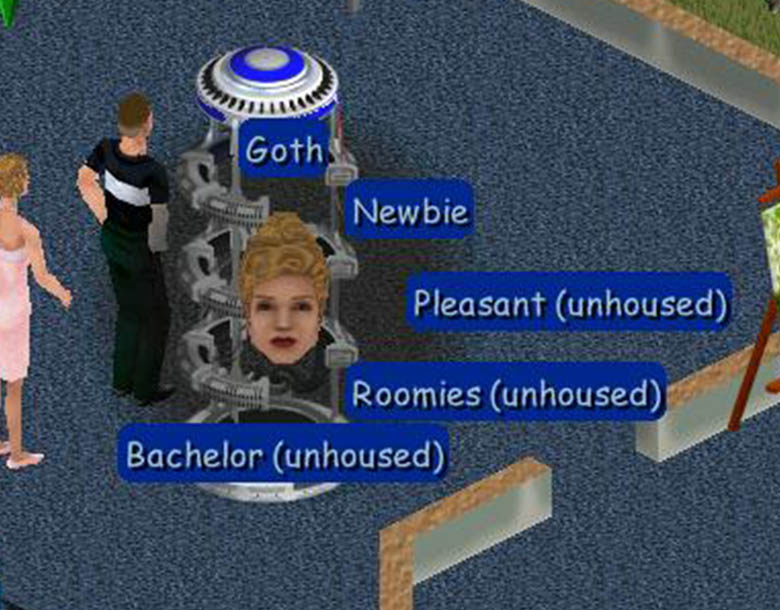 Goth
Newbie
Pleasant (unhoused)
Roomies (unhoused)
Bachelor (unhoused)